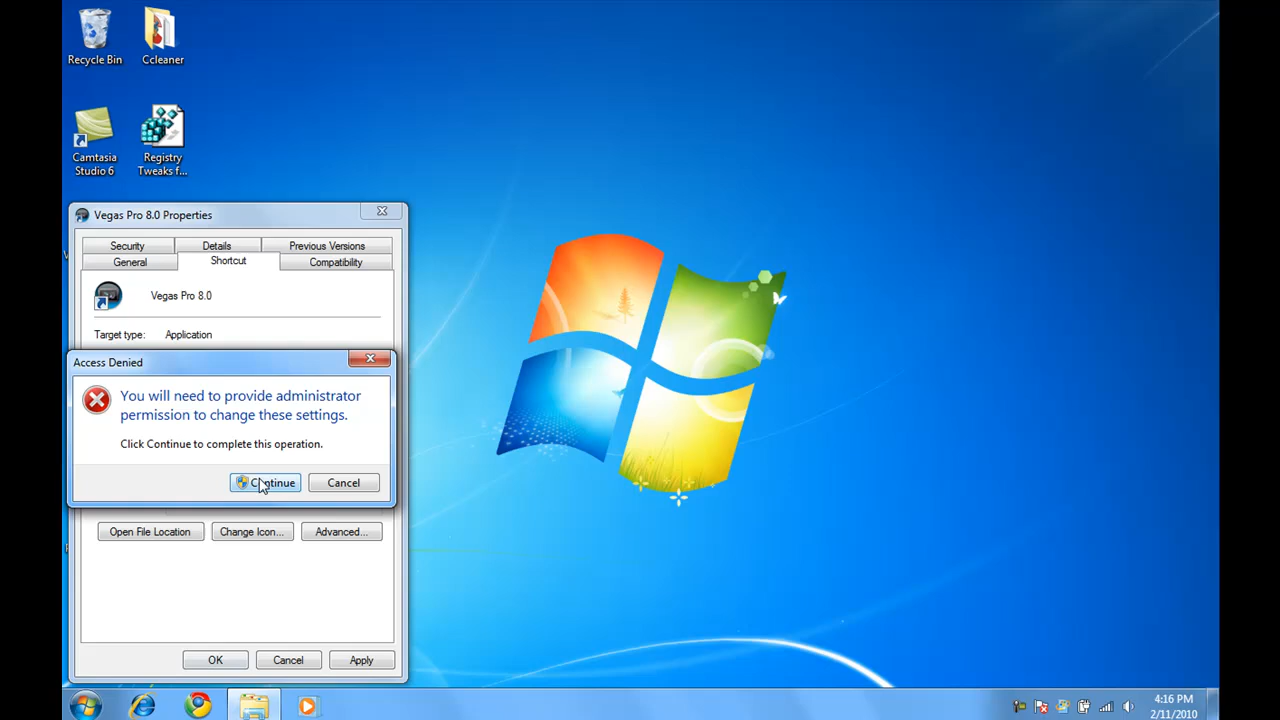 Recycle Bin
Ccleaner
Camtasia
Studio 6
Registry
Tweaks f...
Vegas Pro 8.0 Properties
Security
Details
Previous Versions
General
Shortcut
Compatibility
Vegas Pro 8.0
Target type:
Application
Access Denied
You will need to provide administrator
permission to change these settings.
Click Continue to complete this operation.
Continue
Cancel
Open File Location
Change Icon...
Advanced...
OK
Cancel
Apply
4:16 PM
2/11/2010